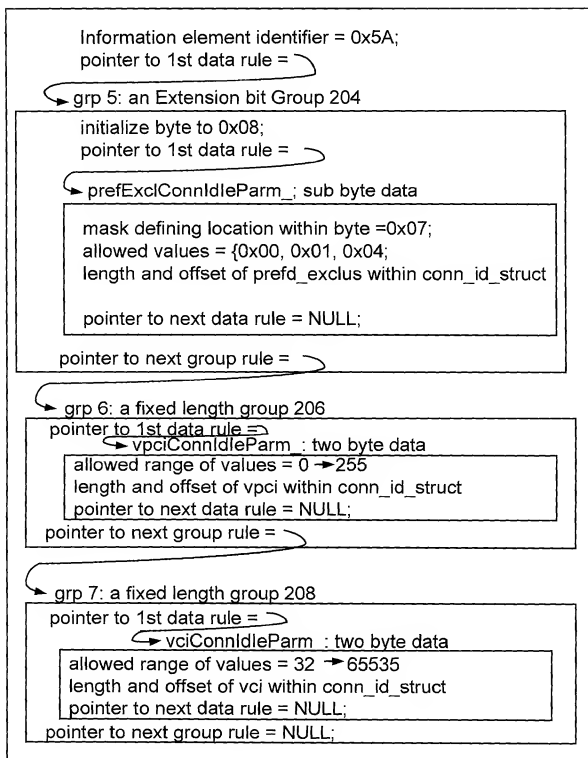 Information element identifier = 0x5A;
pointer to 1st data rule =
grp 5: an Extension bit Group 204
initialize byte to 0x08;
pointer to 1st data rule =
prefExclConnIdleParm_; sub byte data
mask defining location within byte =0x07;
allowed values = {0x00, 0x01, 0x04;
length and offset of prefd_exclus within conn_id_struct
pointer to next data rule = NULL;
pointer to next group rule =
grp 6: a fixed length group 206
pointer to 1st data rule =
vpciConnIdleParm_: two byte data
allowed range of values = 0 → 255
length and offset of vpci within conn_id_struct
pointer to next data rule = NULL;
pointer to next group rule =
grp 7: a fixed length group 208
pointer to 1st data rule =
vciConnIdleParm_: two byte data
allowed range of values = 32 → 65535
length and offset of vci within conn_id_struct
pointer to next data rule = NULL;
pointer to next group rule = NULL;